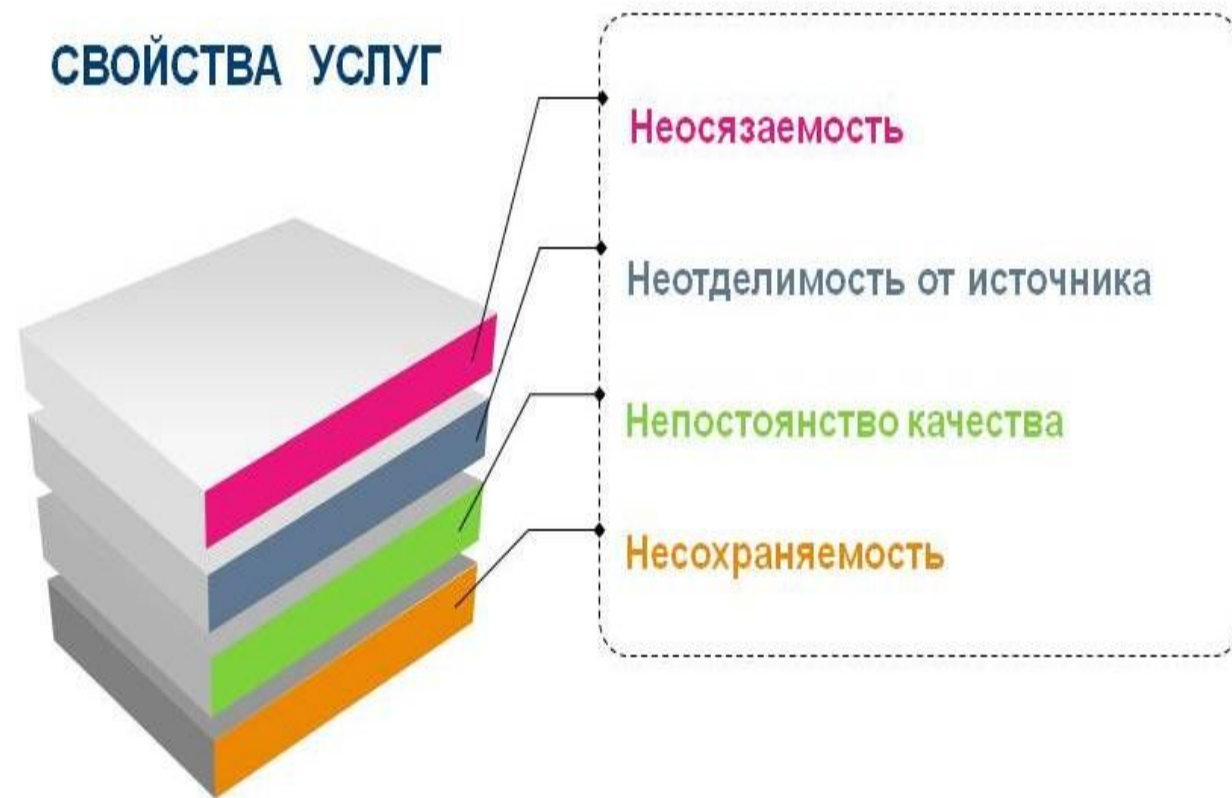 СВОЙСТВА УСЛУГ
Неосязаемость
Неотделимость от источника
Непостоянство качества
Несохраняемость